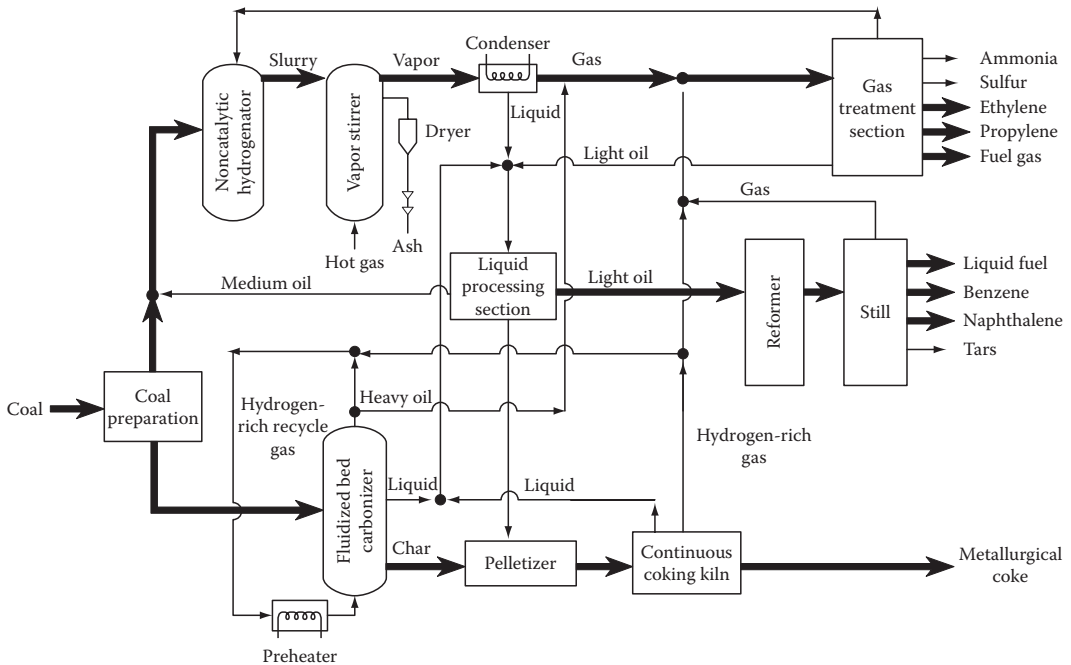 Condenser
Slurry
Vapor
Gas
Ammonia
Sulfur
Ethylene
Propylene
Fuel gas
Gas
treatment
section
Noncatalytic
hydrogenator
Vapor stirrer
Liquid
Dryer
Light oil
Gas
Ash
Hot gas
Medium oil
Liquid
processing
section
Light oil
Reformer
Still
Liquid fuel
Benzene
Naphthalene
Tars
Coal
Coal
preparation
Hydrogen-
rich recycle
gas
Heavy oil
Hydrogen-rich
gas
Fluidized bed
carbonizer
Liquid
Liquid
Char
Pelletizer
Continuous
coking kiln
Metallurgical
coke
Preheater